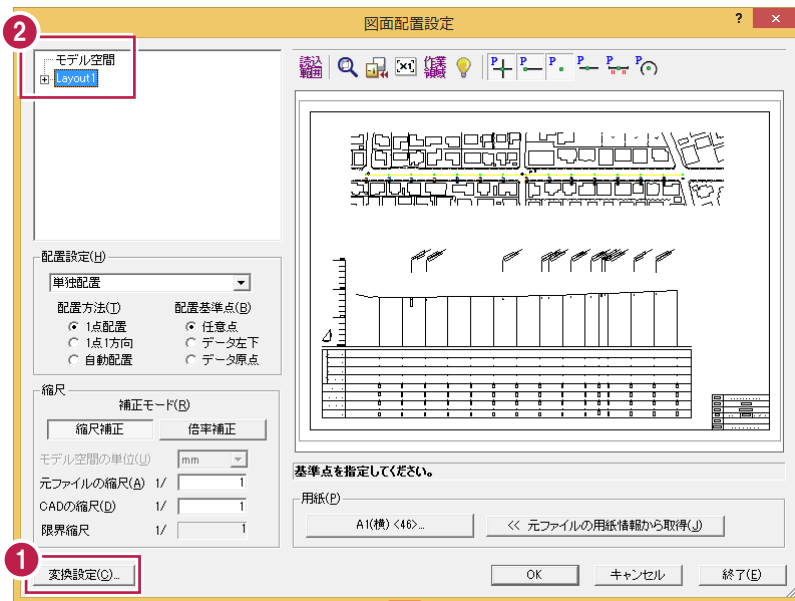 図面配置設定
? ×
2
モデル空間
Layout1
読込範囲
×1
作業領域
P P P P P P
配置設定(H)
単独配置
配置方法(T) 配置基準点(B)
1点配置 任意点
1点1方向 データ左下
自動配置 データ原点
縮尺
補正モード(R)
縮尺補正 倍率補正
モデル空間の単位(U) mm
元ファイルの縮尺(A) 1/ 1
CADの縮尺(D) 1/ 1
限界縮尺 1/ 1
基準点を指定してください。
用紙(P)
A1(横) <46>... << 元ファイルの用紙情報から取得(J)
1
変換設定(C)...
OK キャンセル 終了(E)